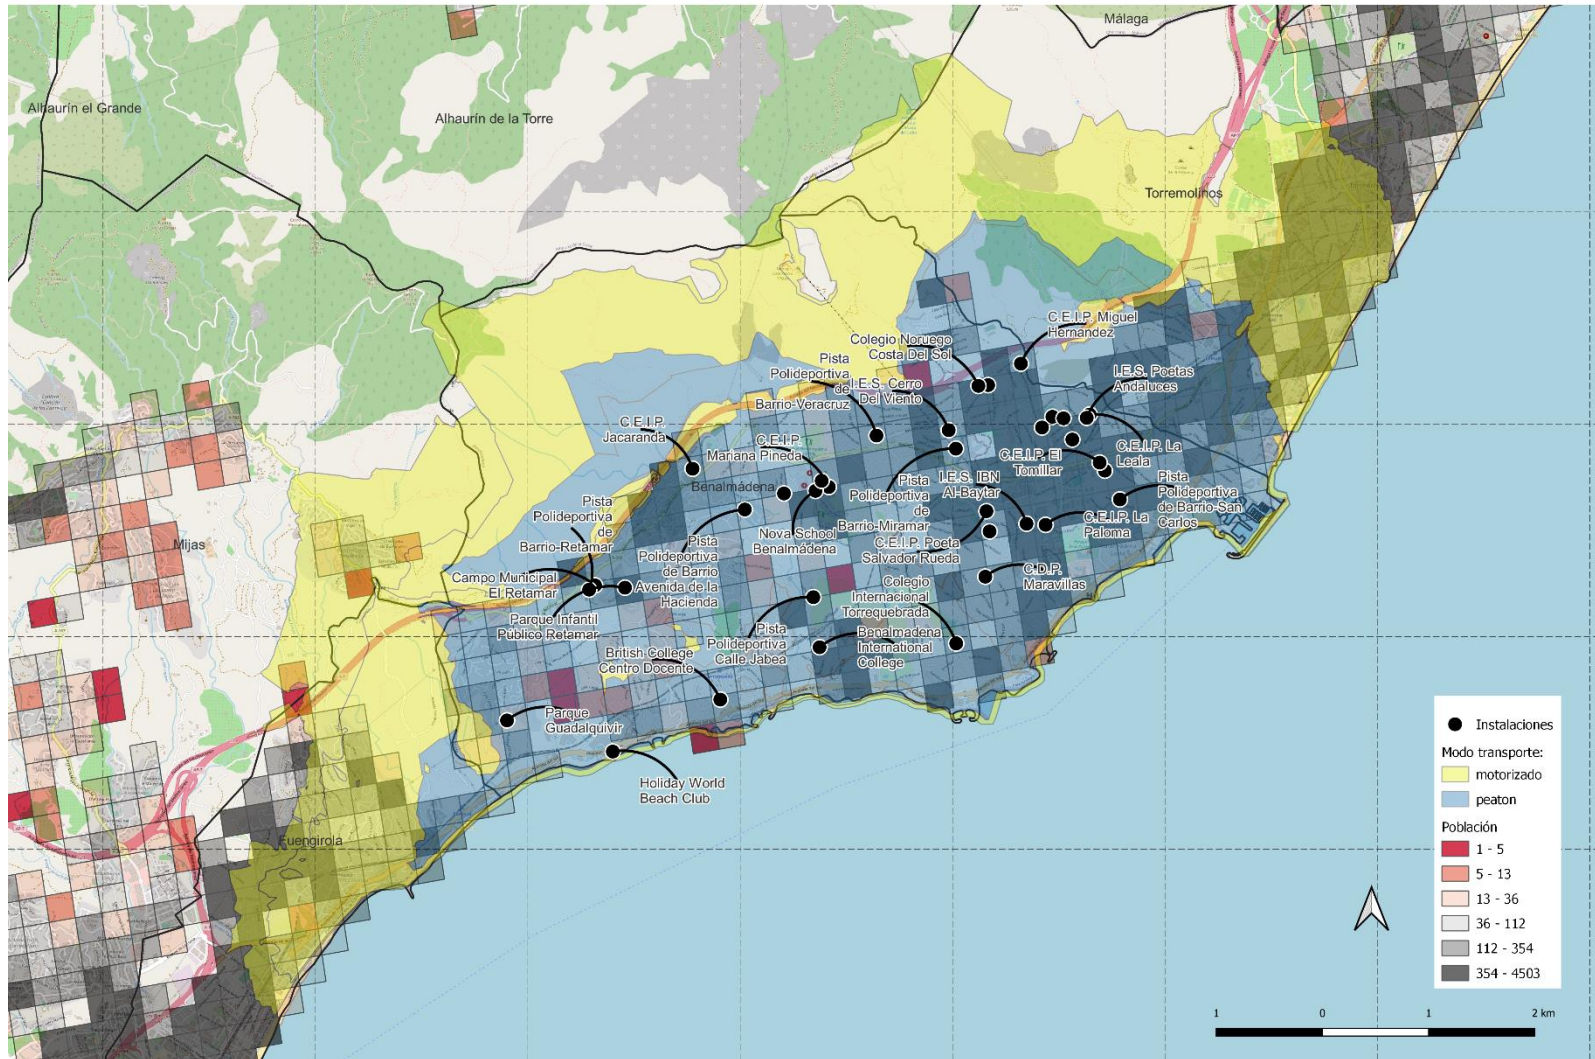 Málaga
Alhaurín el Grande
Alhaurín de la Torre
Torremolinos
C.E.I.P. Miguel
Hernández
Colegio Noruego
Costa Del Sol
Pista
Polideportiva
de
Barrio-Veracruz
I.E.S. Cerro
Del Viento
I.E.S. Poetas
Andaluces
C.E.I.P.
Jacaranda
C.E.I.P.
Mariana Pineda
C.E.I.P. El
Tomillar
C.E.I.P. La
Leala
Benalmádena
Pista
Polideportiva
de
Barrio-Miramar
I.E.S. IBN
Al-Baytar
Pista
Polideportiva
de Barrio-San
Carlos
Pista
Polideportiva
de
Barrio-Retamar
Nova School
Benalmádena
C.E.I.P. La
Paloma
Mijas
Pista
Polideportiva
de Barrio
Avenida de la
Hacienda
C.E.I.P. Poeta
Salvador Rueda
Campo Municipal
El Retamar
C.D.P.
Maravillas
Colegio
Internacional
Torrequebrada
Parque Infantil
Público Retamar
Pista
Polideportiva
Calle Jabea
Benalmadena
International
College
British College
Centro Docente
Parque
Guadalquivir
Holiday World
Beach Club
Fuengirola
Instalaciones
Modo transporte:
motorizado
peaton
Población
1 - 5
5 - 13
13 - 36
36 - 112
112 - 354
354 - 4503
1 0 1 2 km